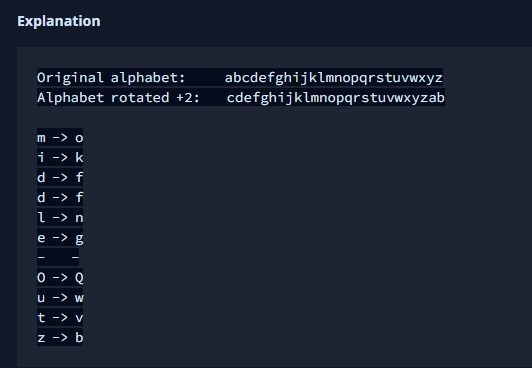 Explanation
Original alphabet:      abcdefghijklmnopqrstuvwxyz
Alphabet rotated +2:    cdefghijklmnopqrstuvwxyzab
m -> o
i -> k
d -> f
d -> f
l -> n
e -> g
-    -
O -> Q
u -> w
t -> v
z -> b